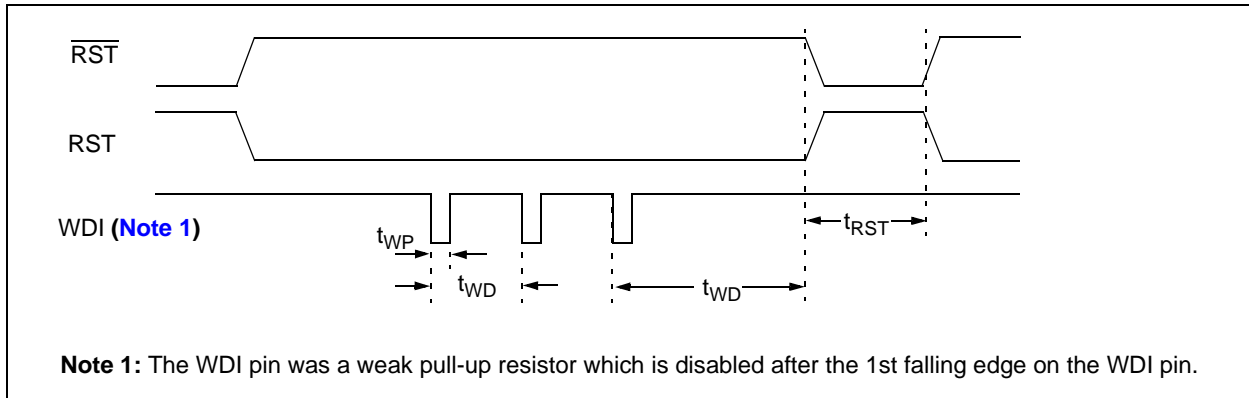 RST
RST
WDI (Note 1)
tWP
tWD
tWD
tRST
Note 1: The WDI pin was a weak pull-up resistor which is disabled after the 1st falling edge on the WDI pin.